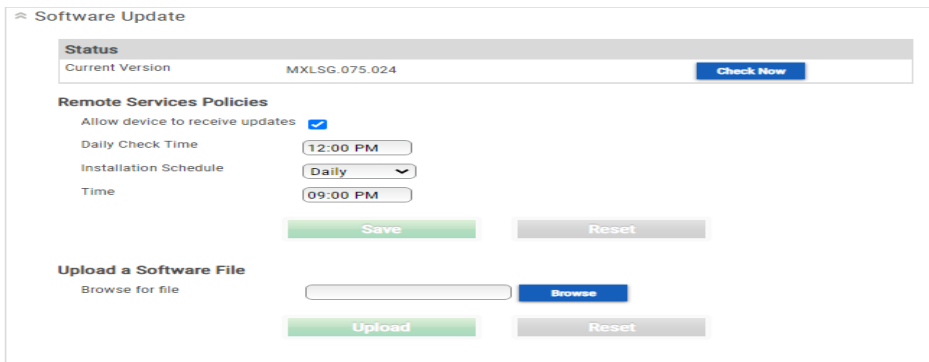 Software Update
Status
Current Version MXLSG.075.024 Check Now
Remote Services Policies
Allow device to receive updates
Daily Check Time 12:00 PM
Installation Schedule Daily
Time 09:00 PM
Save Reset
Upload a Software File
Browse for file Browse
Upload Reset